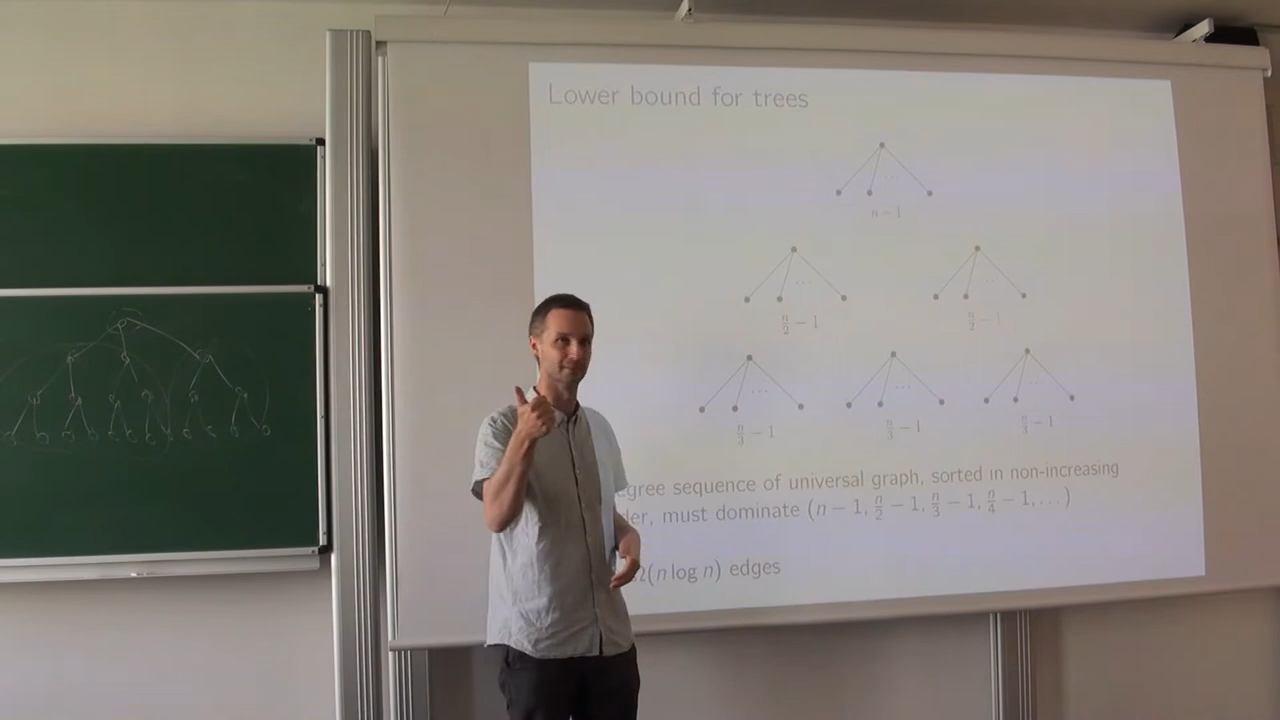 Lower bound for trees
...
n − 1
... ...
n/2 − 1 n/2 − 1
... ... ...
n/3 − 1 n/3 − 1 n/3 − 1
egree sequence of universal graph, sorted in non-increasing
der, must dominate (n − 1, n/2 − 1, n/3 − 1, n/4 − 1, ...)
(n log n) edges